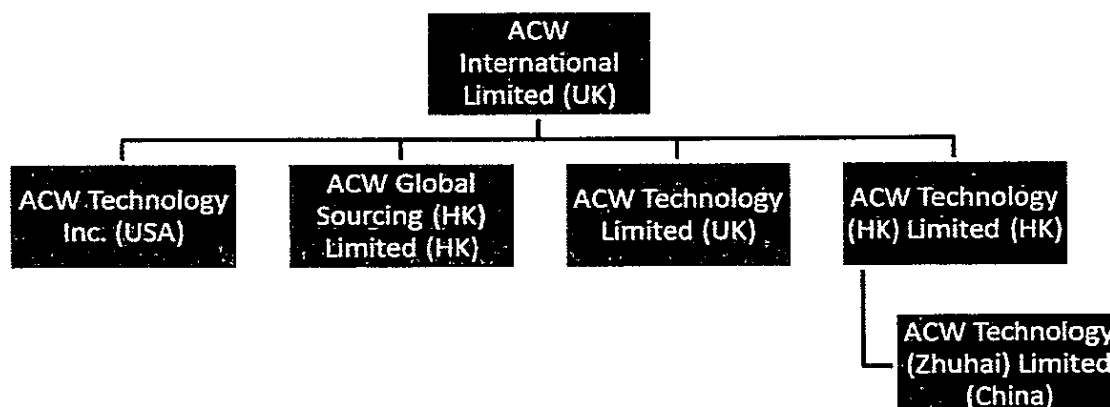 ACW
International
Limited (UK)
ACW Technology
Inc. (USA)
ACW Global
Sourcing (HK)
Limited (HK)
ACW Technology
Limited (UK)
ACW Technology
(HK) Limited (HK)
ACW Technology
(Zhuhai) Limited
(China)